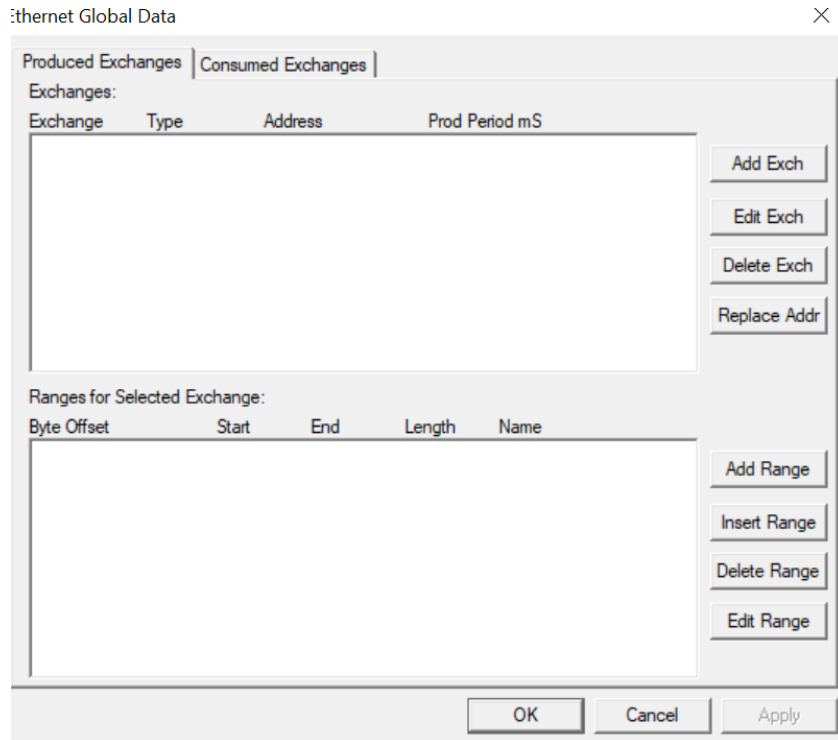 Ethernet Global Data
Produced Exchanges Consumed Exchanges
Exchanges:
Exchange Type Address Prod Period mS
Add Exch
Edit Exch
Delete Exch
Replace Addr
Ranges for Selected Exchange:
Byte Offset Start End Length Name
Add Range
Insert Range
Delete Range
Edit Range
OK Cancel Apply